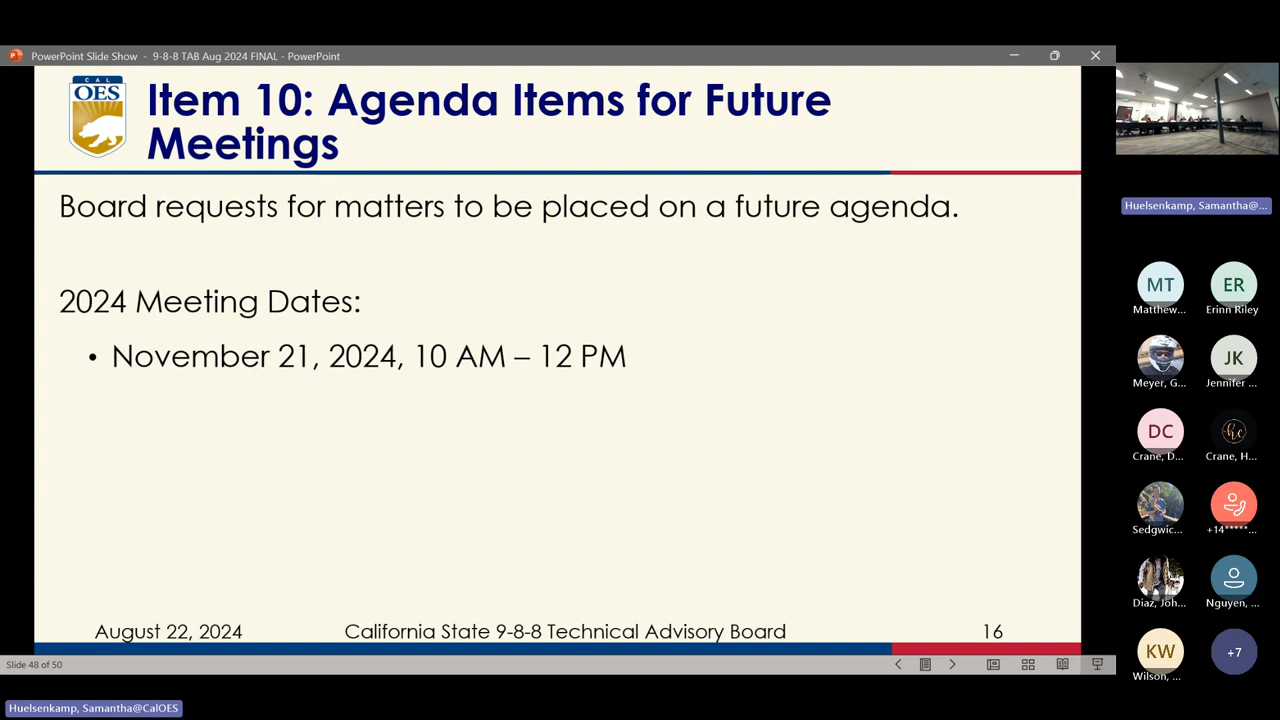 PowerPoint Slide Show - 9-8-8 TAB Aug 2024 FINAL - PowerPoint
CAL
OES
Item 10: Agenda Items for Future
Meetings
Board requests for matters to be placed on a future agenda.
2024 Meeting Dates:
• November 21, 2024, 10 AM – 12 PM
August 22, 2024
California State 9-8-8 Technical Advisory Board
16
Slide 48 of 50
Huelsenkamp, Samantha@CalOES
Huelsenkamp, Samantha@...
MT
ER
Matthew...
Erinn Riley
JK
Meyer, G...
Jennifer ...
DC
hc
Crane, D...
Crane, H...
Sedgwic...
+14*****...
Diaz, Joh...
Nguyen, ...
KW
+7
Wilson, ...